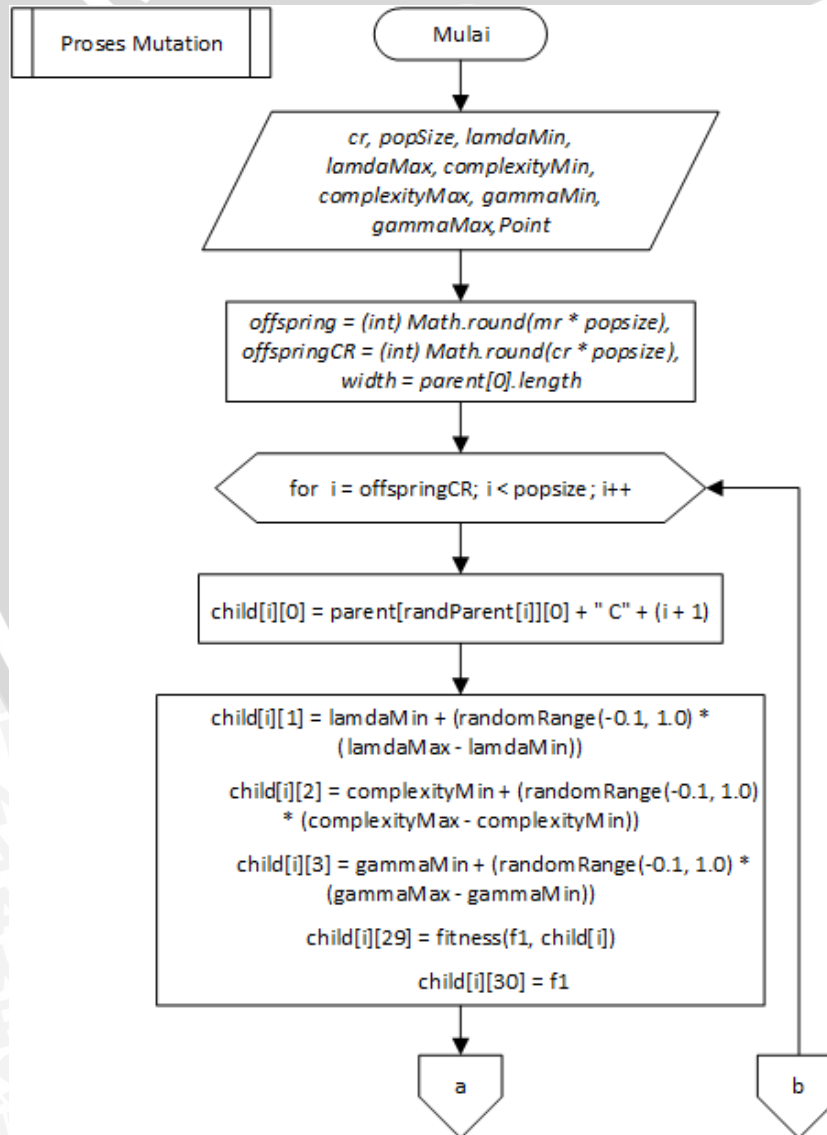 Proses Mutation
Mulai
cr, popSize, lamdaMin,
lamdaMax, complexityMin,
complexityMax, gammaMin,
gammaMax,Point
offspring = (int) Math.round(mr * popsize),
offspringCR = (int) Math.round(cr * popsize),
width = parent[0].length
for i = offspringCR; i < popsize; i++
child[i][0] = parent[randParent[i]][0] + " C" + (i + 1)
child[i][1] = lamdaMin + (randomRange(-0.1, 1.0) *
(lamdaMax - lamdaMin))
child[i][2] = complexityMin + (randomRange(-0.1, 1.0)
* (complexityMax - complexityMin))
child[i][3] = gammaMin + (randomRange(-0.1, 1.0) *
(gammaMax - gammaMin))
child[i][29] = fitness(f1, child[i])
child[i][30] = f1
a
b